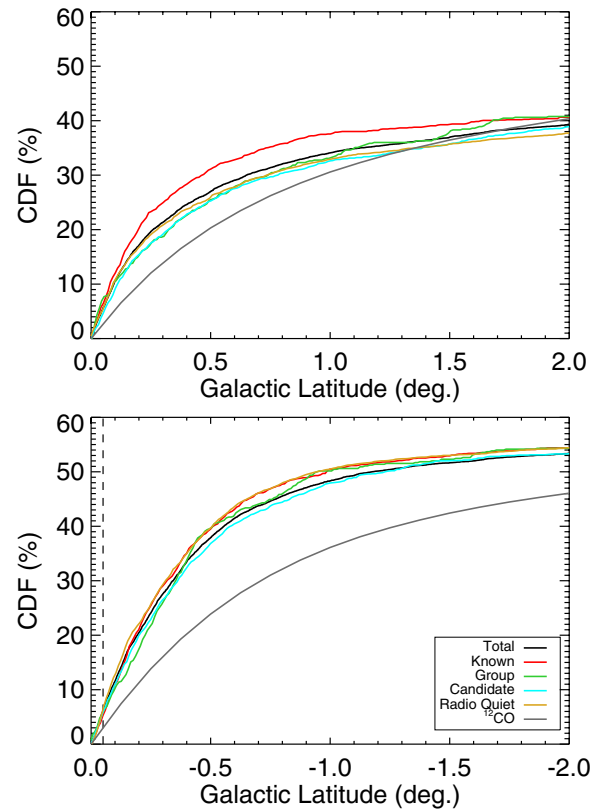 60
50
40
30
20
10
0
CDF (%)
0.0 0.5 1.0 1.5 2.0
Galactic Latitude (deg.)
60
50
40
30
20
10
0
CDF (%)
Total
Known
Group
Candidate
Radio Quiet
¹²CO
0.0 -0.5 -1.0 -1.5 -2.0
Galactic Latitude (deg.)